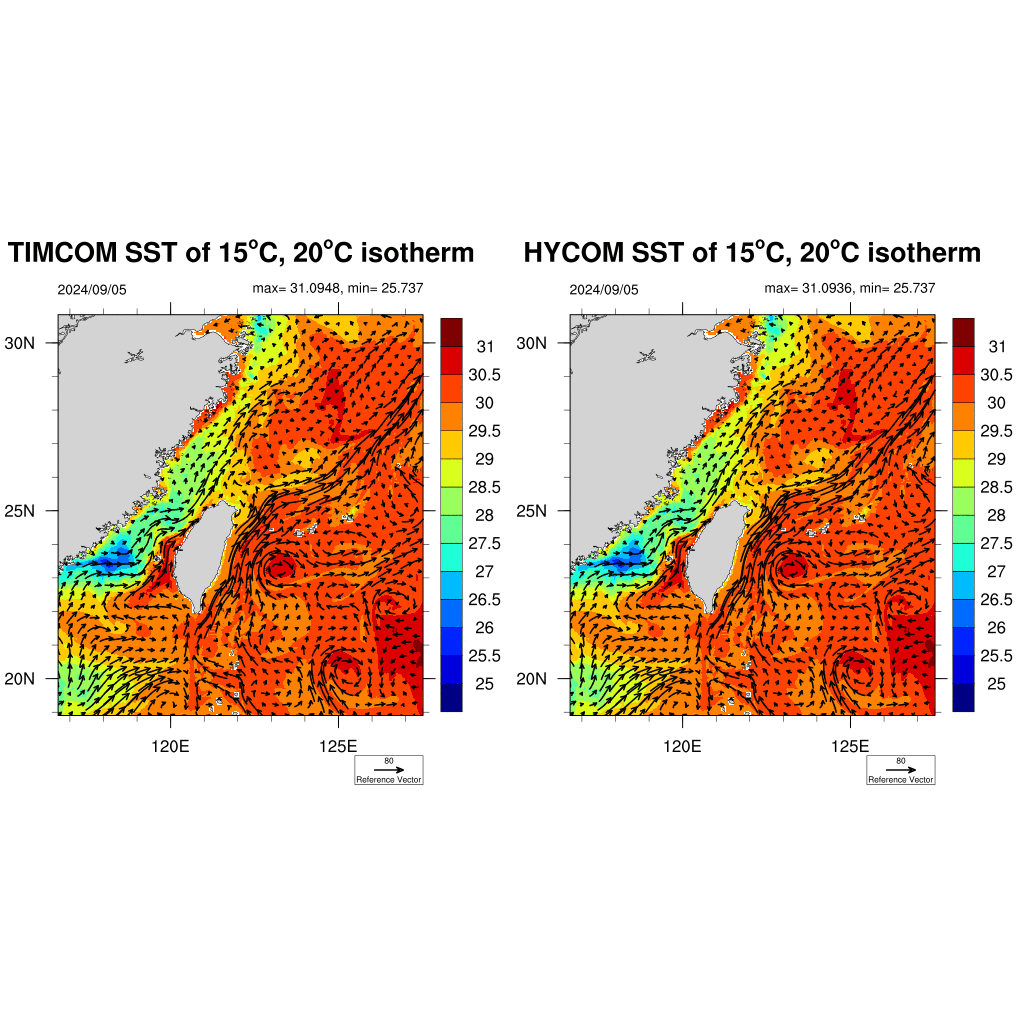 TIMCOM SST of 15°C, 20°C isotherm
2024/09/05
max= 31.0948, min= 25.737
30N
25N
20N
120E
125E
31
30.5
30
29.5
29
28.5
28
27.5
27
26.5
26
25.5
25
80
Reference Vector
HYCOM SST of 15°C, 20°C isotherm
2024/09/05
max= 31.0936, min= 25.737
30N
25N
20N
120E
125E
31
30.5
30
29.5
29
28.5
28
27.5
27
26.5
26
25.5
25
80
Reference Vector